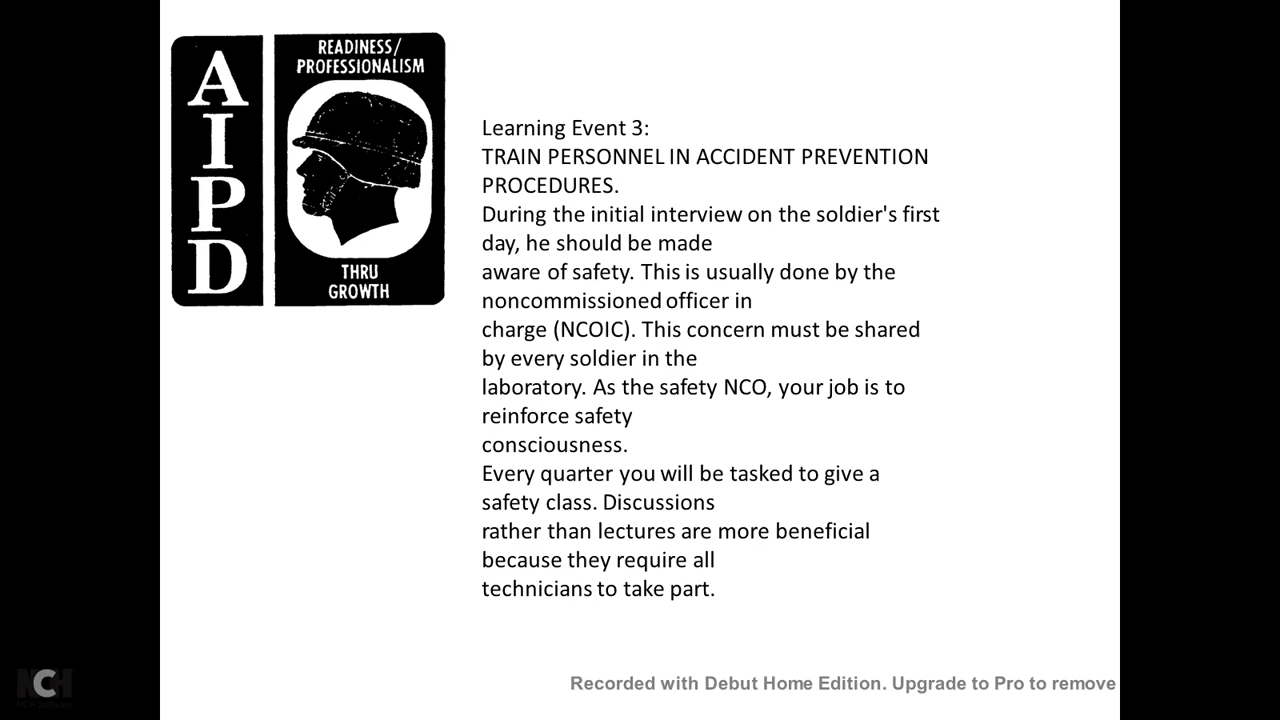 A
I
P
D
READINESS/
PROFESSIONALISM
THRU
GROWTH
Learning Event 3:
TRAIN PERSONNEL IN ACCIDENT PREVENTION
PROCEDURES.
During the initial interview on the soldier's first
day, he should be made
aware of safety. This is usually done by the
noncommissioned officer in
charge (NCOIC). This concern must be shared
by every soldier in the
laboratory. As the safety NCO, your job is to
reinforce safety
consciousness.
Every quarter you will be tasked to give a
safety class. Discussions
rather than lectures are more beneficial
because they require all
technicians to take part.
NCH
NCH Software
Recorded with Debut Home Edition. Upgrade to Pro to remove